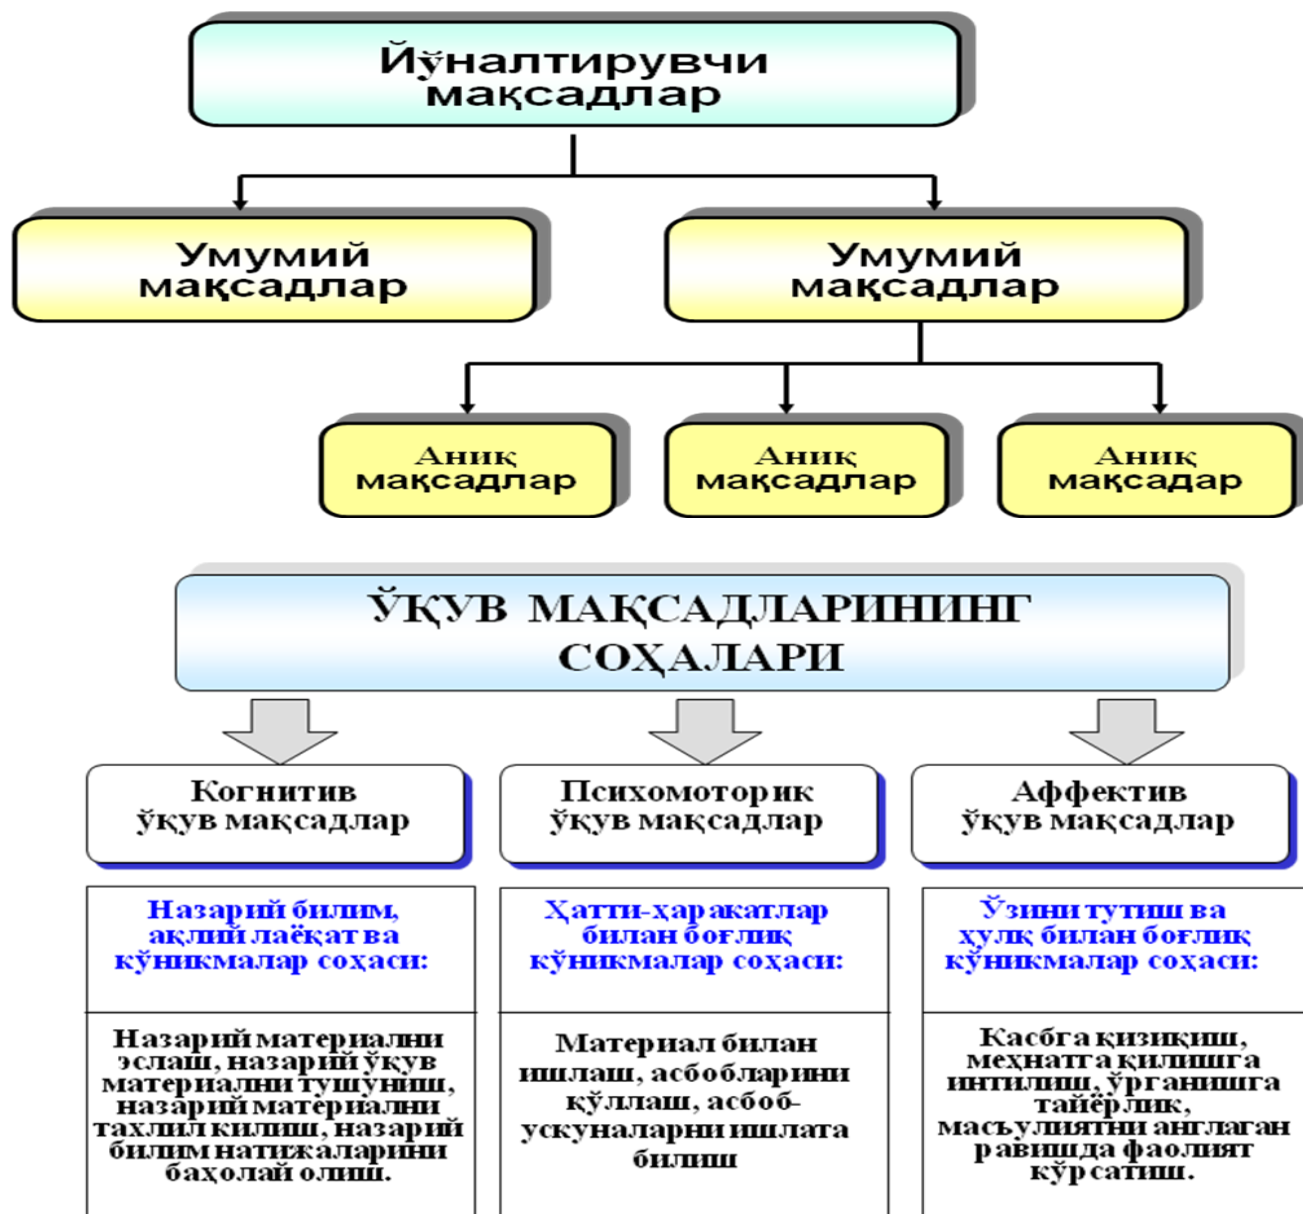 Йўналтирувчи
мақсадлар
Умумий
мақсадлар
Умумий
мақсадлар
Аниқ
мақсадлар
Аниқ
мақсадлар
Аниқ
мақсадар
ЎҚУВ МАҚСАДЛАРИНИНГ
СОҲАЛАРИ
Когнитив
ўқув мақсадлар
Психомоторик
ўқув мақсадлар
Аффектив
ўқув мақсадлар
Назарий билим,
ақлий лаёқат ва
кўникмалар соҳаси:
Ҳатти-ҳаракатлар
билан боғлиқ
кўникмалар соҳаси:
Ўзини тутиш ва
ҳулқ билан боғлиқ
кўникмалар соҳаси:
Назарий материални
эслаш, назарий ўқув
материални тушуниш,
назарий материални
тахлил килиш, назарий
билим натижаларини
баҳолай олиш.
Материал билан
ишлаш, асбобларини
қўллаш, асбоб-
ускуналарни ишлата
билиш
Касбга қизиқиш,
меҳнатга қилишга
интилиш, ўрганишга
тайёрлик,
масъулиятни англаган
равишда фаолият
кўрсатиш.